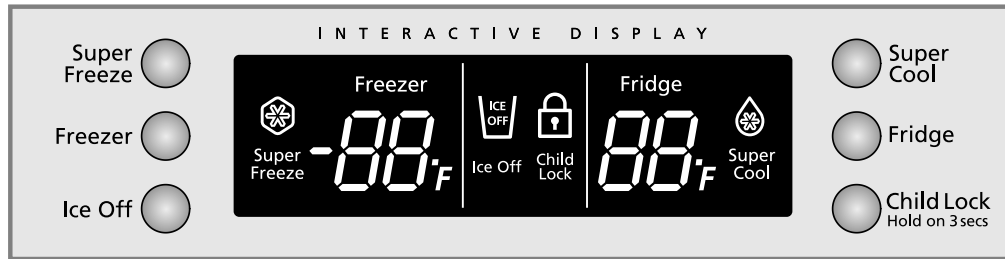 INTERACTIVE DISPLAY
Super
Freeze
Freezer
Ice Off
Freezer
Super
Freeze
-88°F
ICE
OFF
Ice Off
Child
Lock
Fridge
88°F
Super
Cool
Super
Cool
Fridge
Child Lock
Hold on 3 secs